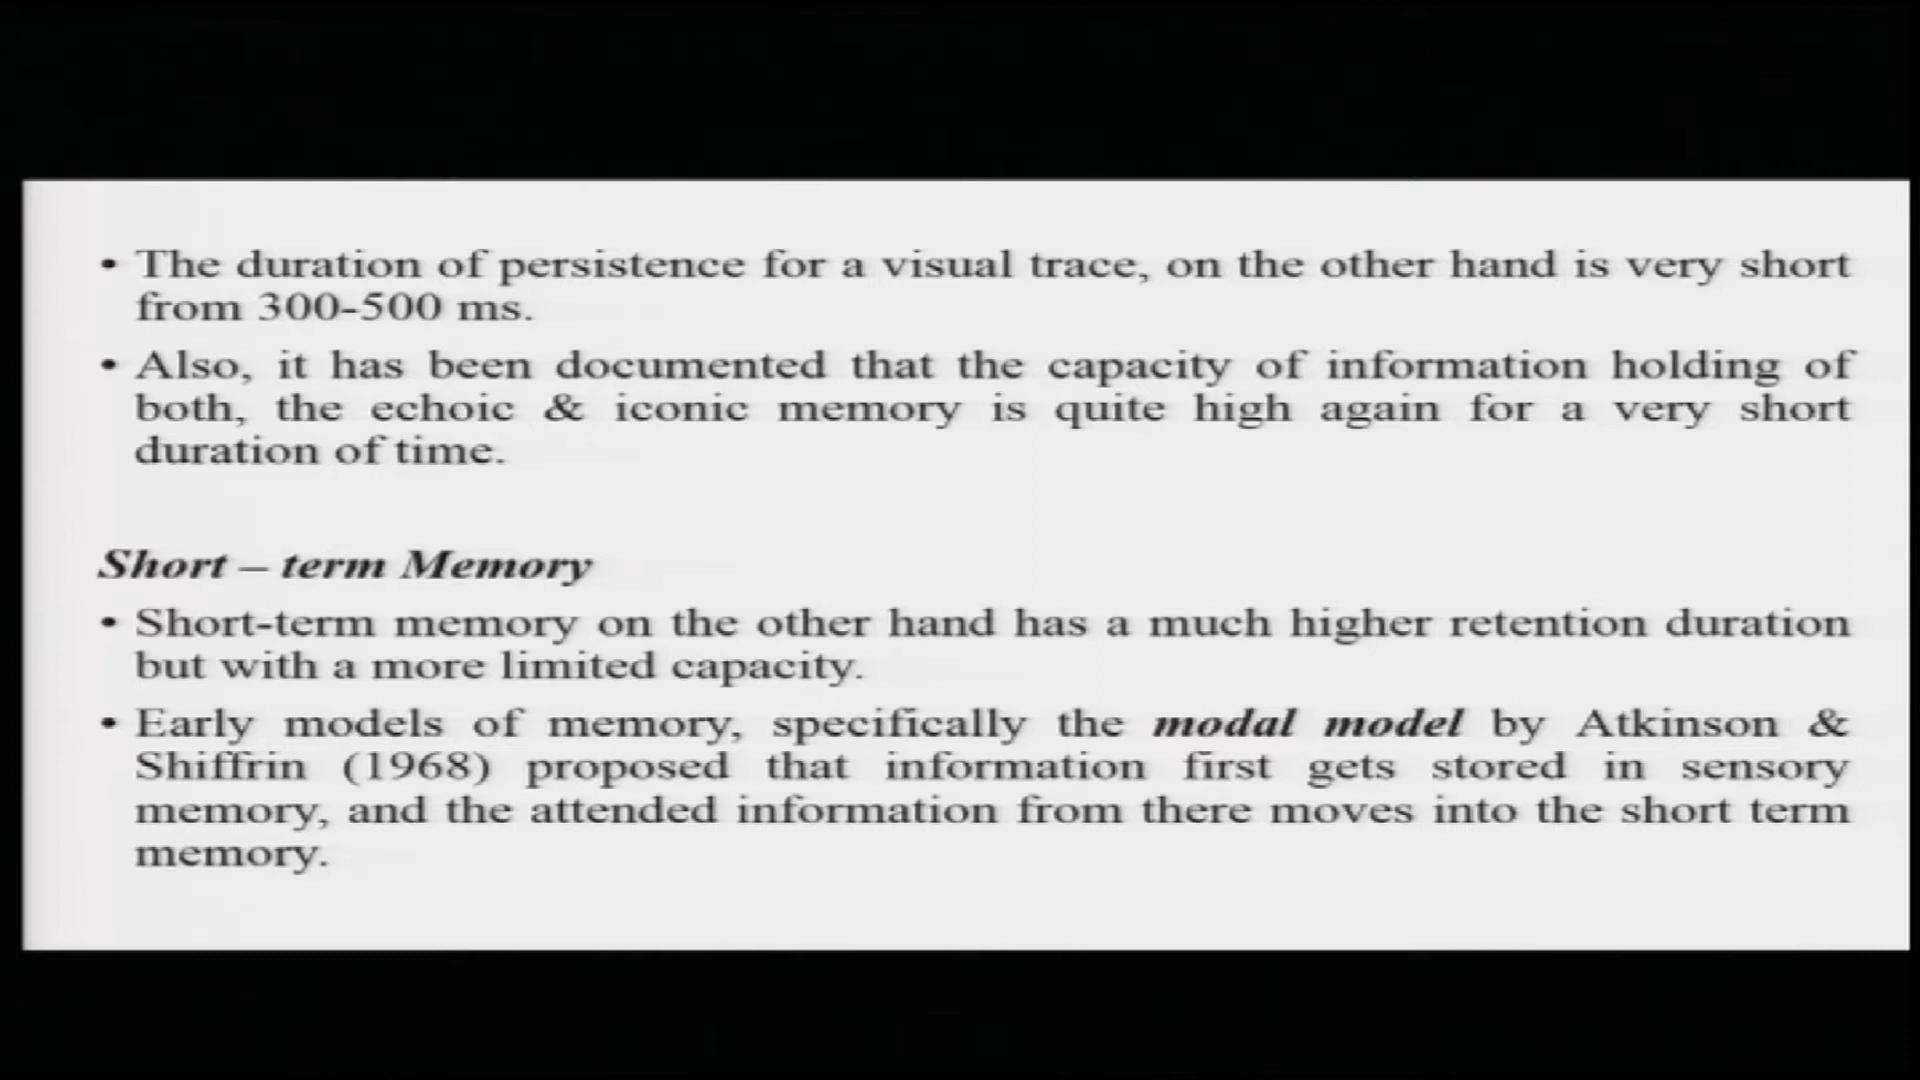 • The duration of persistence for a visual trace, on the other hand is very short
from 300-500 ms.
• Also, it has been documented that the capacity of information holding of
both, the echoic & iconic memory is quite high again for a very short
duration of time.
Short – term Memory
• Short-term memory on the other hand has a much higher retention duration
but with a more limited capacity.
• Early models of memory, specifically the modal model by Atkinson &
Shiffrin (1968) proposed that information first gets stored in sensory
memory, and the attended information from there moves into the short term
memory.